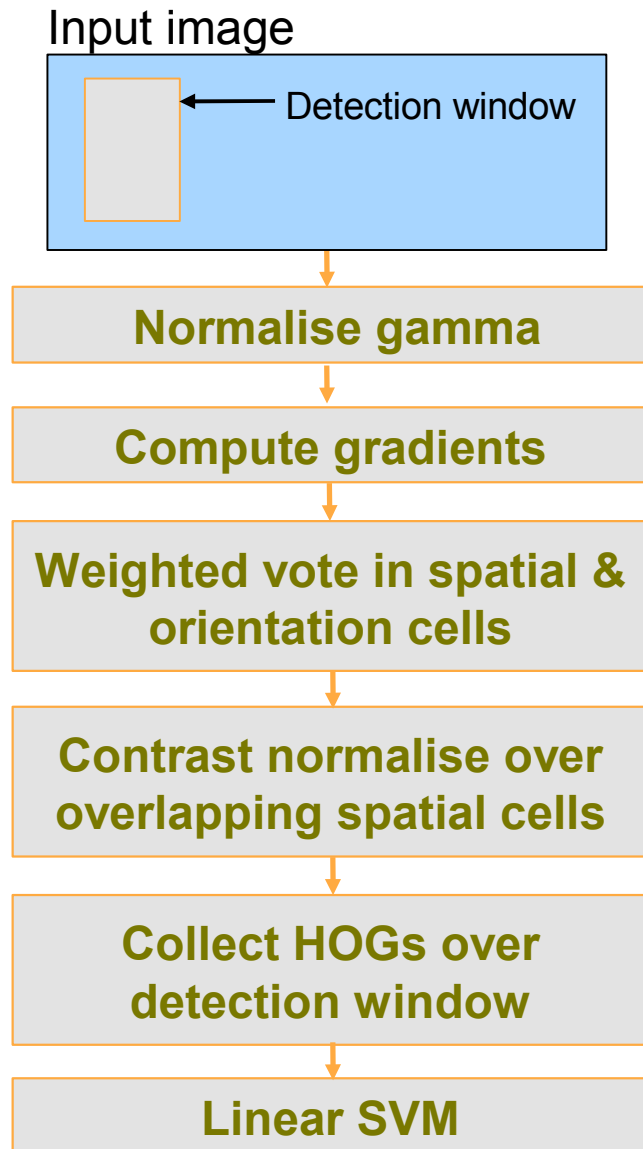 Input image
Detection window
Normalise gamma
Compute gradients
Weighted vote in spatial &
orientation cells
Contrast normalise over
overlapping spatial cells
Collect HOGs over
detection window
Linear SVM